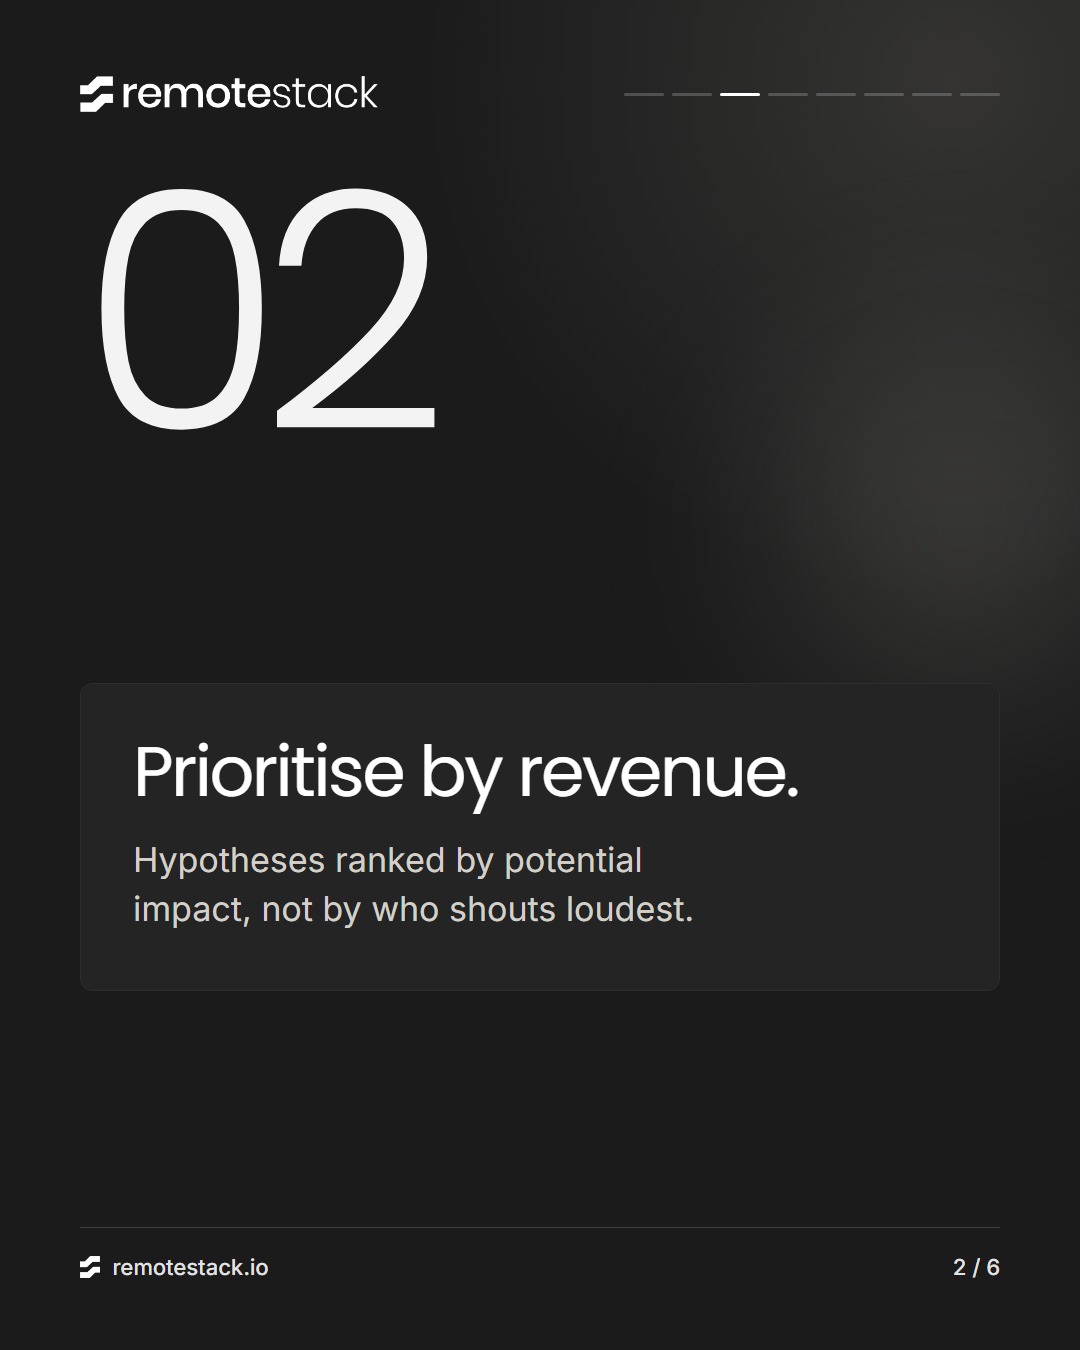 remotestack
02
Prioritise by revenue.
Hypotheses ranked by potential
impact, not by who shouts loudest.
remotestack.io
2 / 6